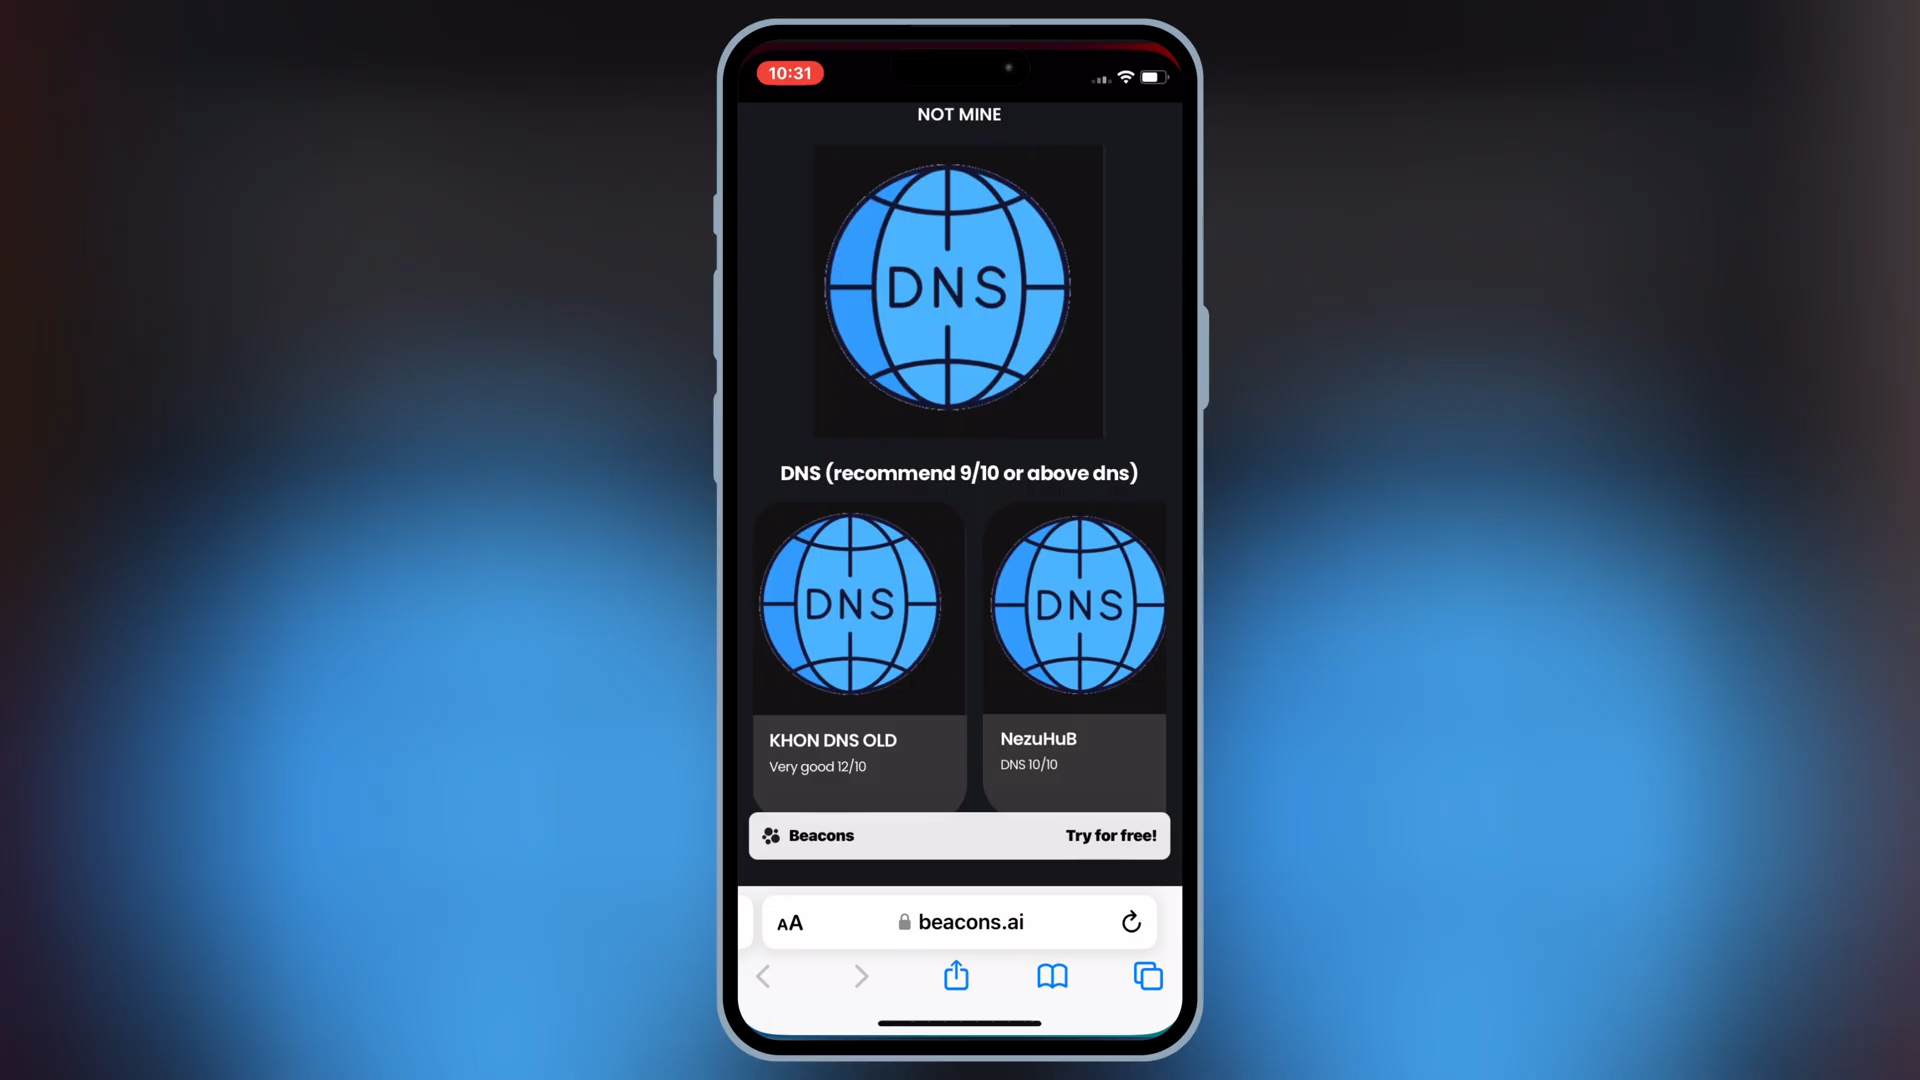 10:31
NOT MINE
DNS
DNS (recommend 9/10 or above dns)
DNS
DNS
KHON DNS OLD
Very good 12/10
NezuHuB
DNS 10/10
Beacons
Try for free!
AA
beacons.ai